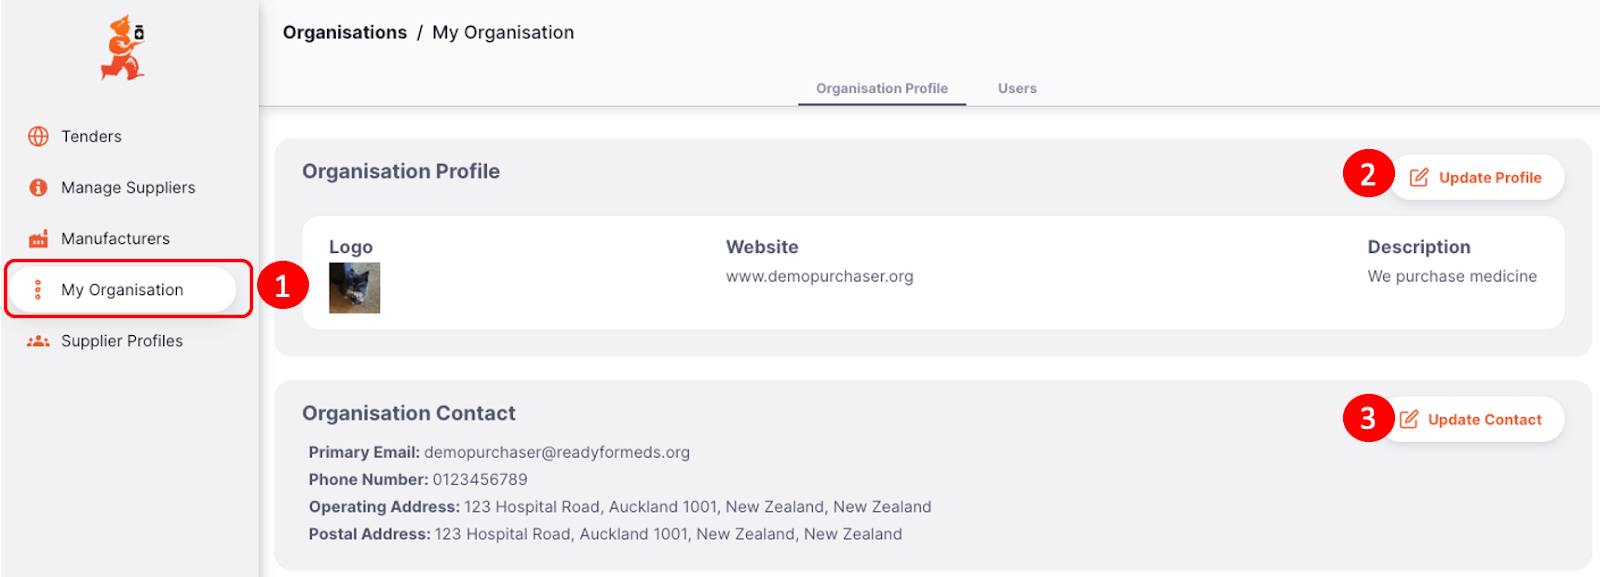 Organisations / My Organisation
Organisation Profile
Users
Tenders
Manage Suppliers
Manufacturers
My Organisation
1
Supplier Profiles
Organisation Profile
2
Update Profile
Logo
Website
www.demopurchaser.org
Description
We purchase medicine
Organisation Contact
3
Update Contact
Primary Email: demopurchaser@readyformeds.org
Phone Number: 0123456789
Operating Address: 123 Hospital Road, Auckland 1001, New Zealand, New Zealand
Postal Address: 123 Hospital Road, Auckland 1001, New Zealand, New Zealand